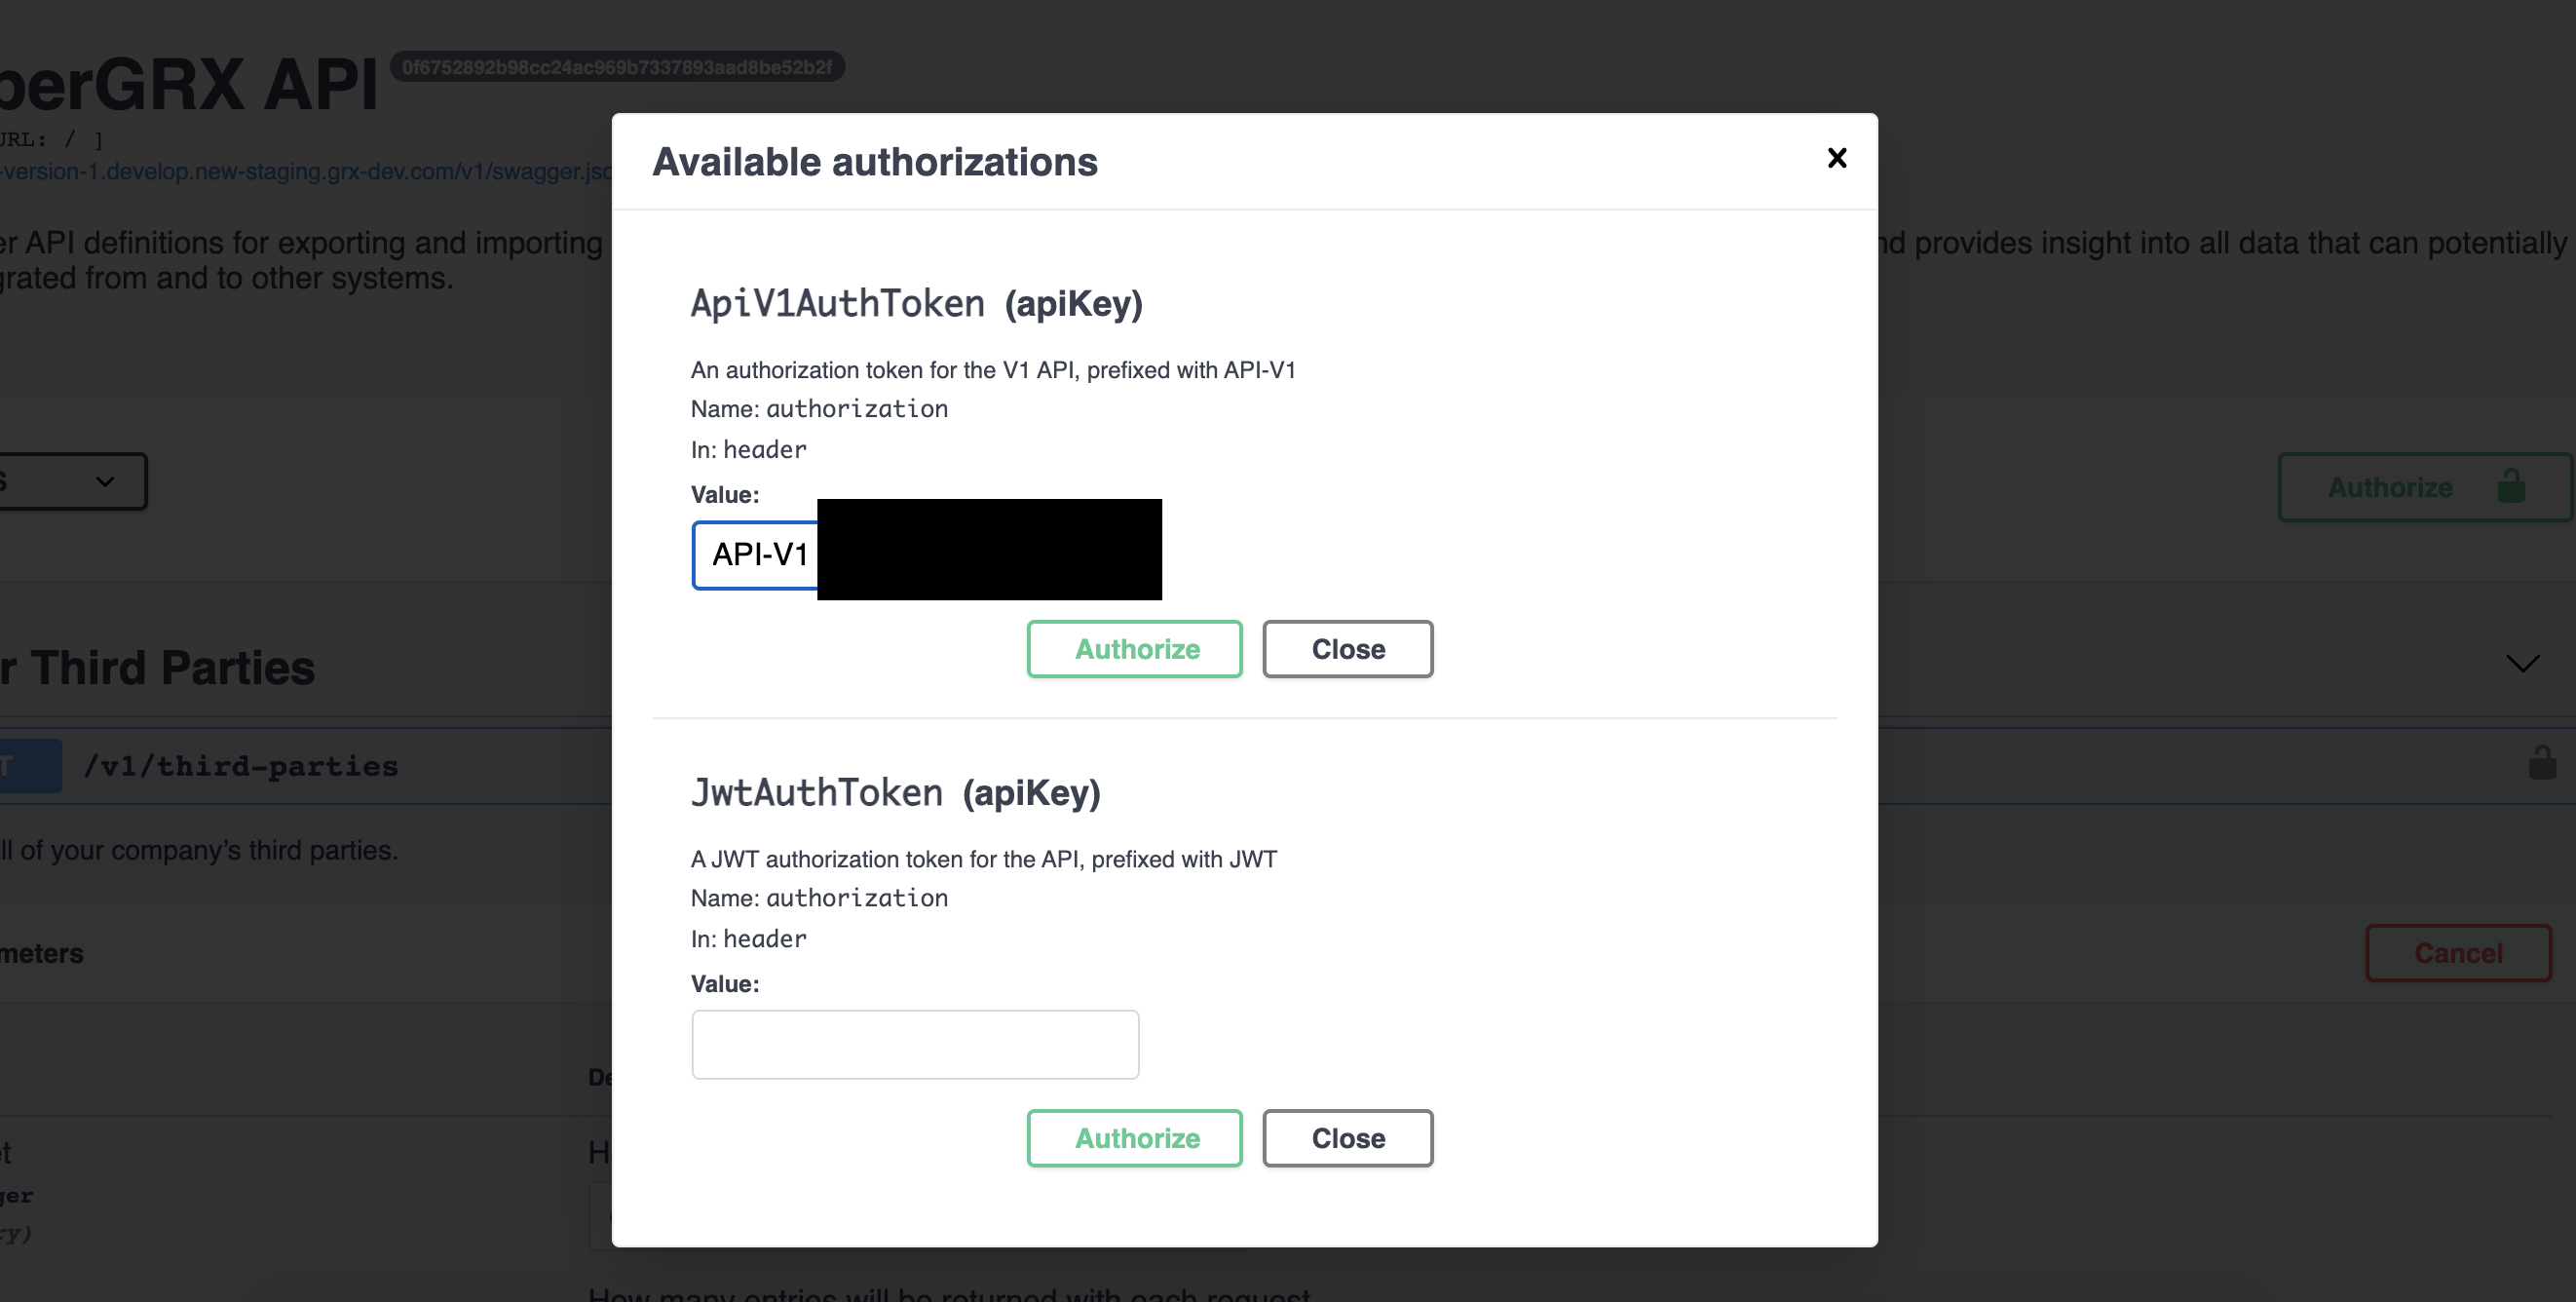 perGRX API 0f6752892b98cc24ac969b7337893aad8be52b2f
URL: / ]
-version-1.develop.new-staging.grx-dev.com/v1/swagger.jsc
er API definitions for exporting and importing
nd provides insight into all data that can potentially
grated from and to other systems.
S
Authorize
r Third Parties
T /v1/third-parties
ll of your company's third parties.
meters
Cancel
De
et
ger
ry)
H
How many entries will be returned with each request
Available authorizations
ApiV1AuthToken (apiKey)
An authorization token for the V1 API, prefixed with API-V1
Name: authorization
In: header
Value:
API-V1
Authorize Close
JwtAuthToken (apiKey)
A JWT authorization token for the API, prefixed with JWT
Name: authorization
In: header
Value:
Authorize Close